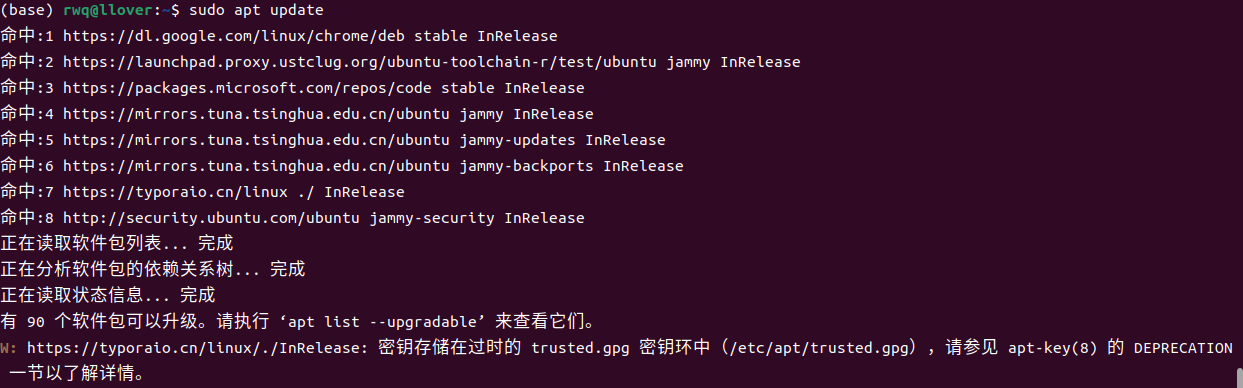 (base) rwq@llover:~$ sudo apt update
命中:1 https://dl.google.com/linux/chrome/deb stable InRelease
命中:2 https://launchpad.proxy.ustclug.org/ubuntu-toolchain-r/test/ubuntu jammy InRelease
命中:3 https://packages.microsoft.com/repos/code stable InRelease
命中:4 https://mirrors.tuna.tsinghua.edu.cn/ubuntu jammy InRelease
命中:5 https://mirrors.tuna.tsinghua.edu.cn/ubuntu jammy-updates InRelease
命中:6 https://mirrors.tuna.tsinghua.edu.cn/ubuntu jammy-backports InRelease
命中:7 https://typoraio.cn/linux ./ InRelease
命中:8 http://security.ubuntu.com/ubuntu jammy-security InRelease
正在读取软件包列表... 完成
正在分析软件包的依赖关系树... 完成
正在读取状态信息... 完成
有 90 个软件包可以升级。请执行 ‘apt list --upgradable’ 来查看它们。
W: https://typoraio.cn/linux/./InRelease: 密钥存储在过时的 trusted.gpg 密钥环中（/etc/apt/trusted.gpg），请参见 apt-key(8) 的 DEPRECATION
一节以了解详情。